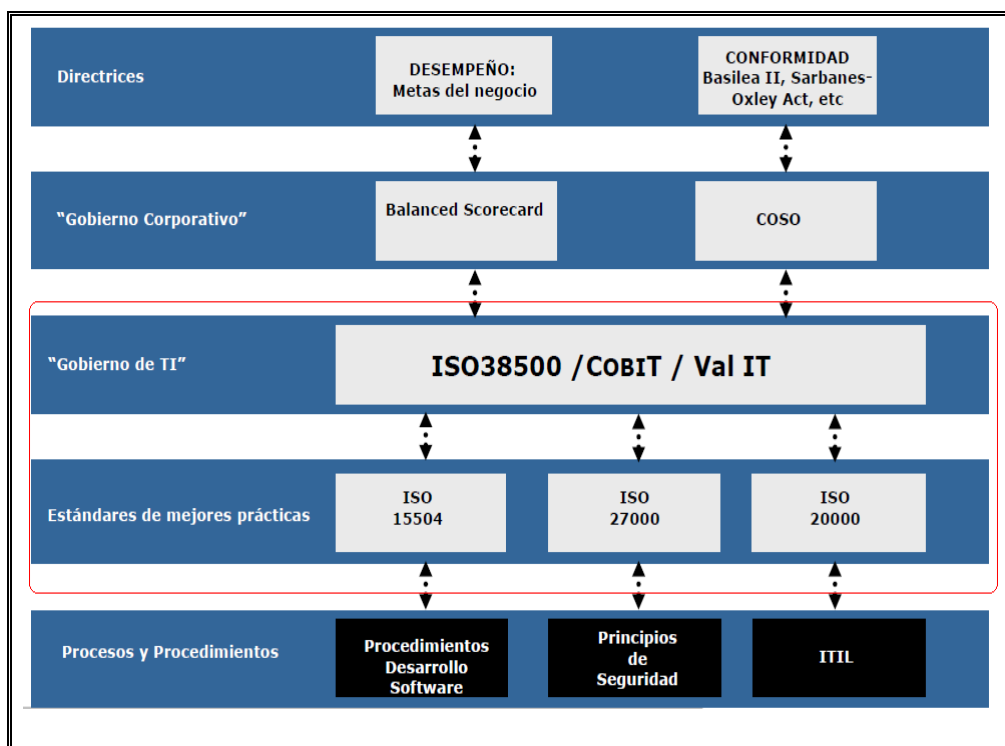 Directrices
DESEMPEÑO:
Metas del negocio
CONFORMIDAD
Basilea II, Sarbanes-
Oxley Act, etc
“Gobierno Corporativo”
Balanced Scorecard
COSO
“Gobierno de TI”
ISO38500 /COBIT / Val IT
Estándares de mejores prácticas
ISO
15504
ISO
27000
ISO
20000
Procesos y Procedimientos
Procedimientos
Desarrollo
Software
Principios
de
Seguridad
ITIL